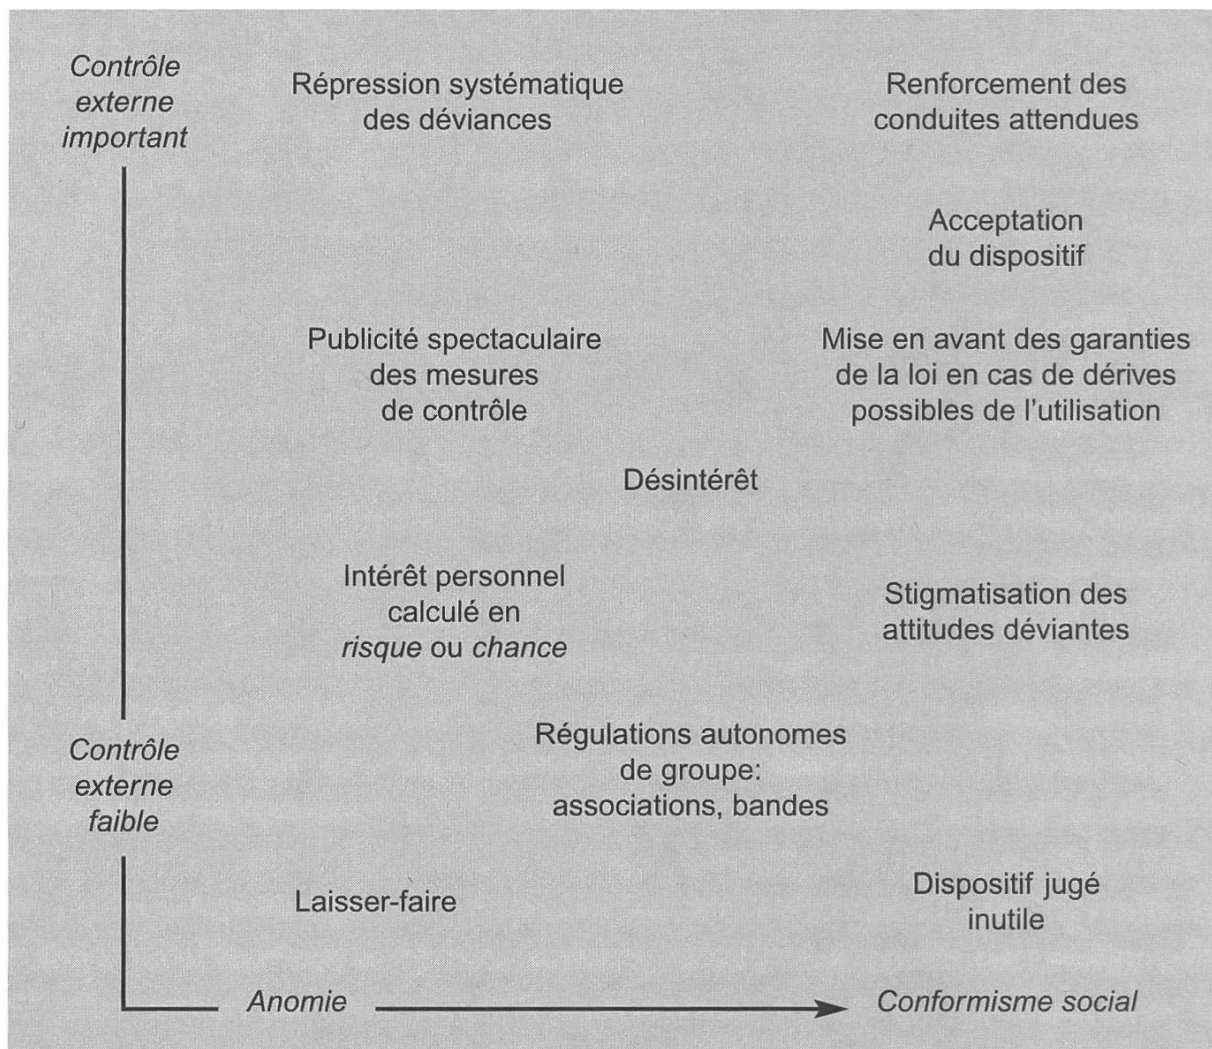 Contrôle
externe
important
Répression systématique
des déviances
Renforcement des
conduites attendues
Acceptation
du dispositif
Publicité spectaculaire
des mesures
de contrôle
Mise en avant des garanties
de la loi en cas de dérives
possibles de l'utilisation
Désintérêt
Intérêt personnel
calculé en
risque ou chance
Stigmatisation des
attitudes déviantes
Contrôle
externe
faible
Régulations autonomes
de groupe:
associations, bandes
Laisser-faire
Dispositif jugé
inutile
Anomie
Conformisme social